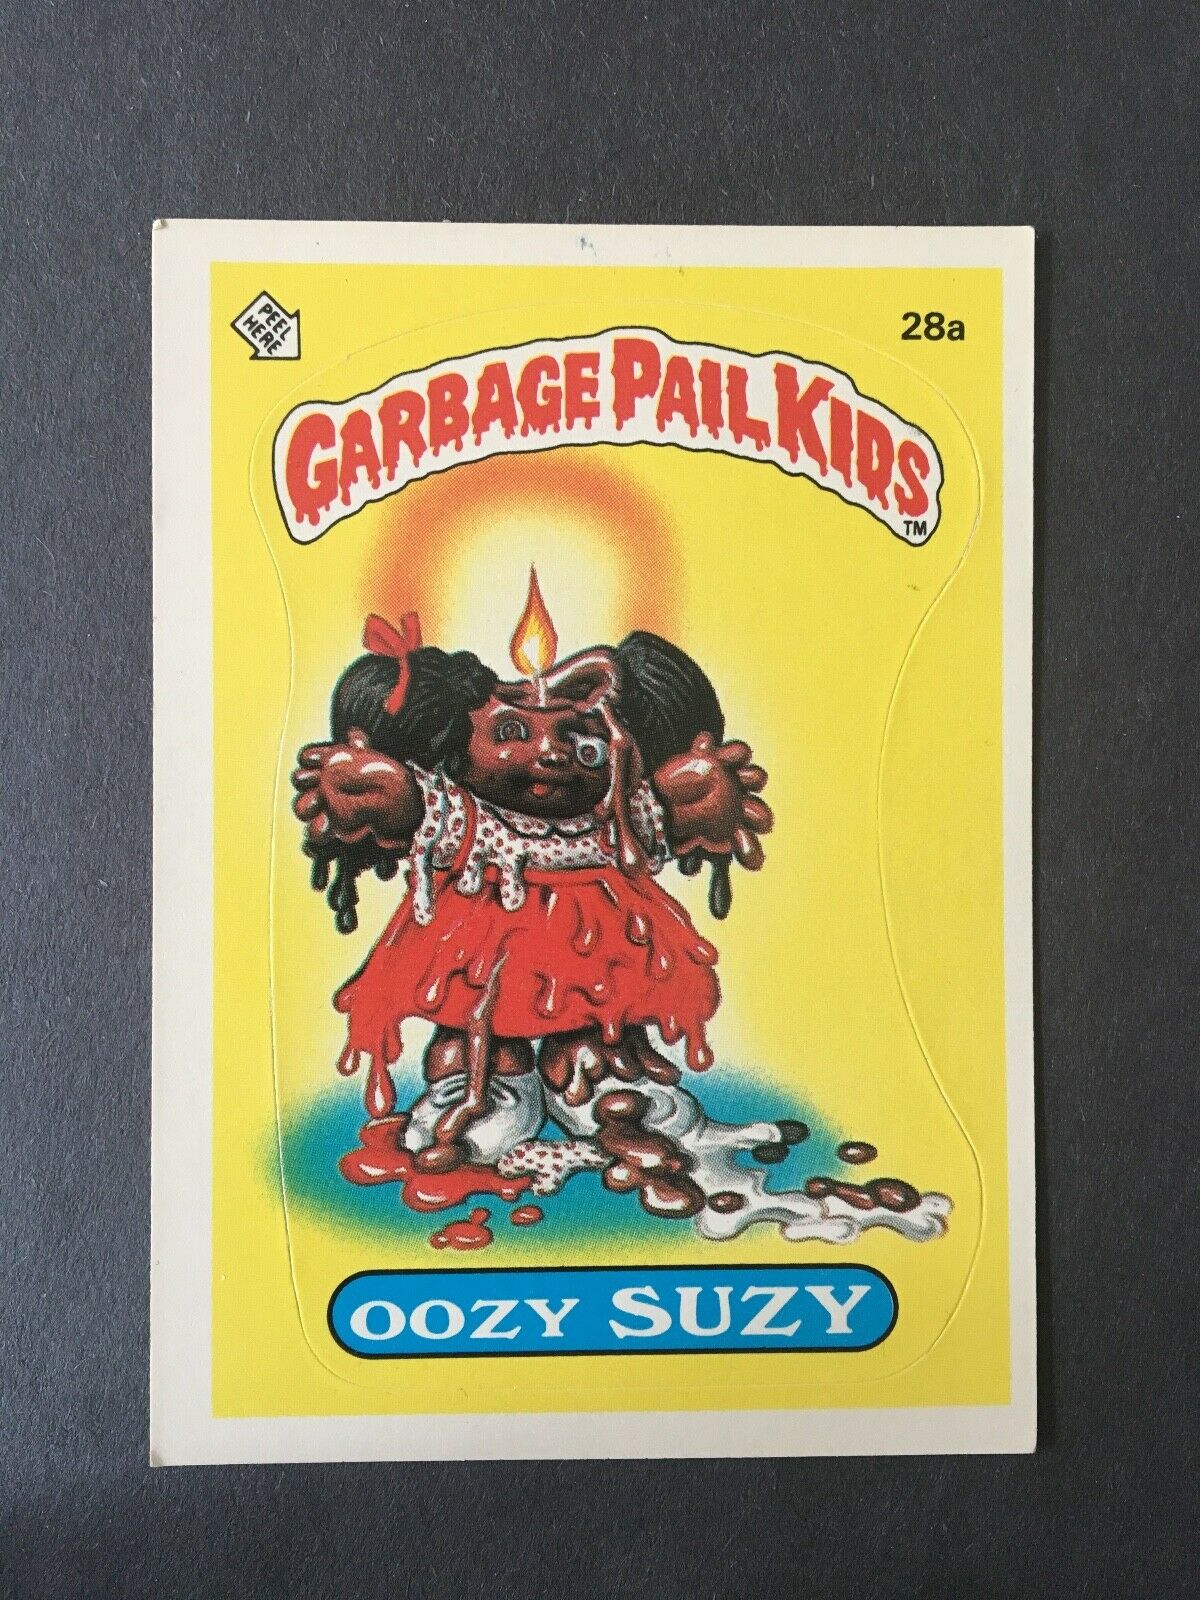 PEEL
HERE
28a
GARBAGE PAIL KIDS
TM
OOZY SUZY